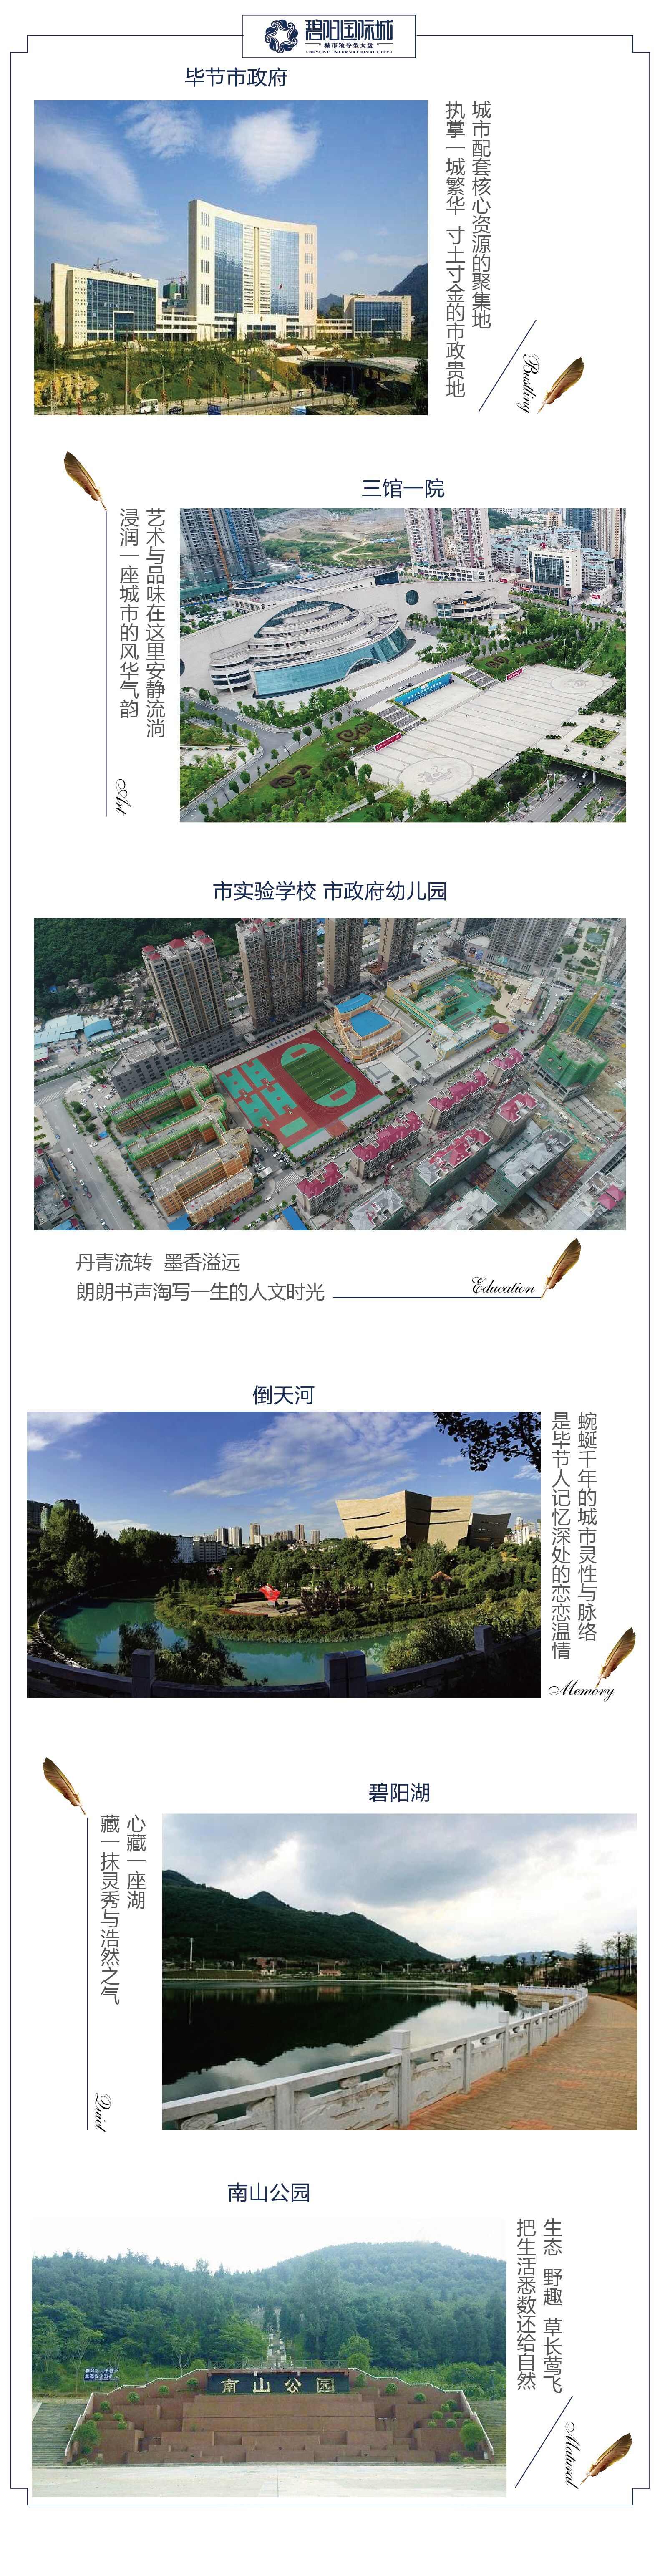 碧阳国际城
城市领导型大盘
BEYOND INTERNATIONAL CITY
毕节市政府
城市配套核心资源的聚集地
执掌一城繁华 寸土寸金的市政贵地
Bustling
三馆一院
艺术与品味在这里安静流淌
浸润一座城市的风华气韵
Art
市实验学校 市政府幼儿园
丹青流转 墨香溢远
朗朗书声淘写一生的人文时光
Education
倒天河
蜿蜒千年的城市灵性与脉络
是毕节人记忆深处的恋恋温情
Memory
碧阳湖
心藏一座湖
藏一抹灵秀与浩然之气
Quiet
南山公园
生态 野趣 草长莺飞
把生活悉数还给自然
南山公园
Natural